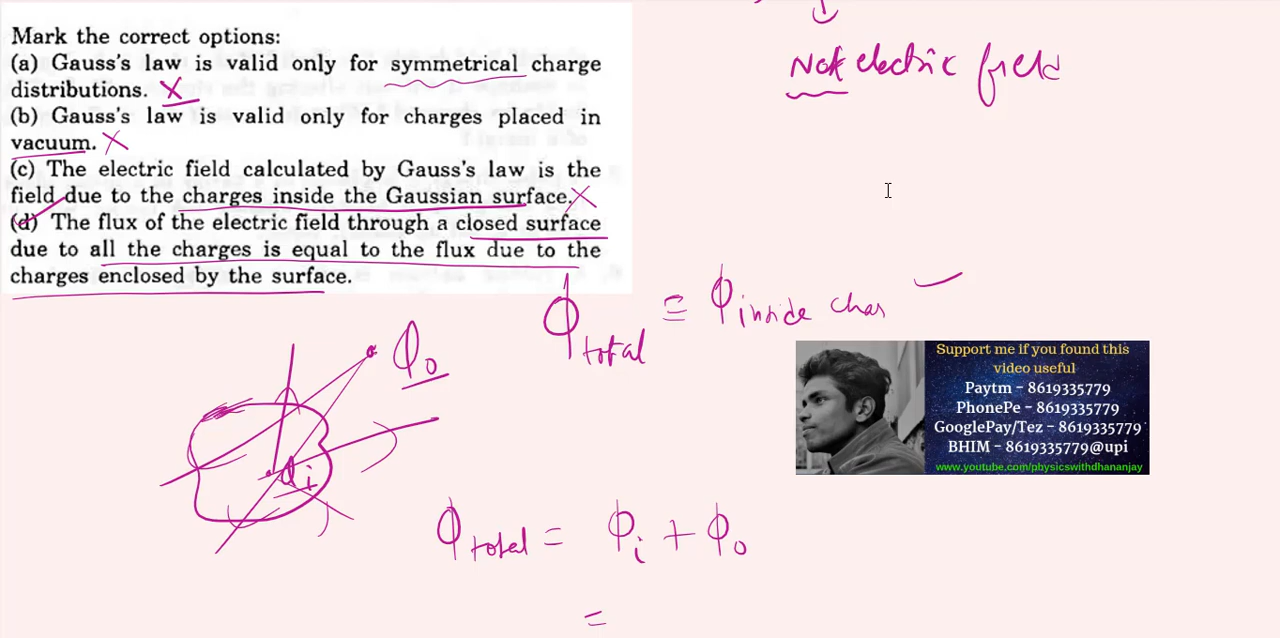 Mark the correct options:
(a) Gauss's law is valid only for symmetrical charge
distributions. X
(b) Gauss's law is valid only for charges placed in
vacuum. X
(c) The electric field calculated by Gauss's law is the
field due to the charges inside the Gaussian surface. X
(d) The flux of the electric field through a closed surface
due to all the charges is equal to the flux due to the
charges enclosed by the surface.
Not electric field
ϕtotal = ϕinside char
ϕo
Support me if you found this
video useful
Paytm - 8619335779
PhonePe - 8619335779
GooglePay/Tez - 8619335779
BHIM - 8619335779@upi
www.youtube.com/physicswithdhananjay
ϕtotal = ϕi + ϕo
=